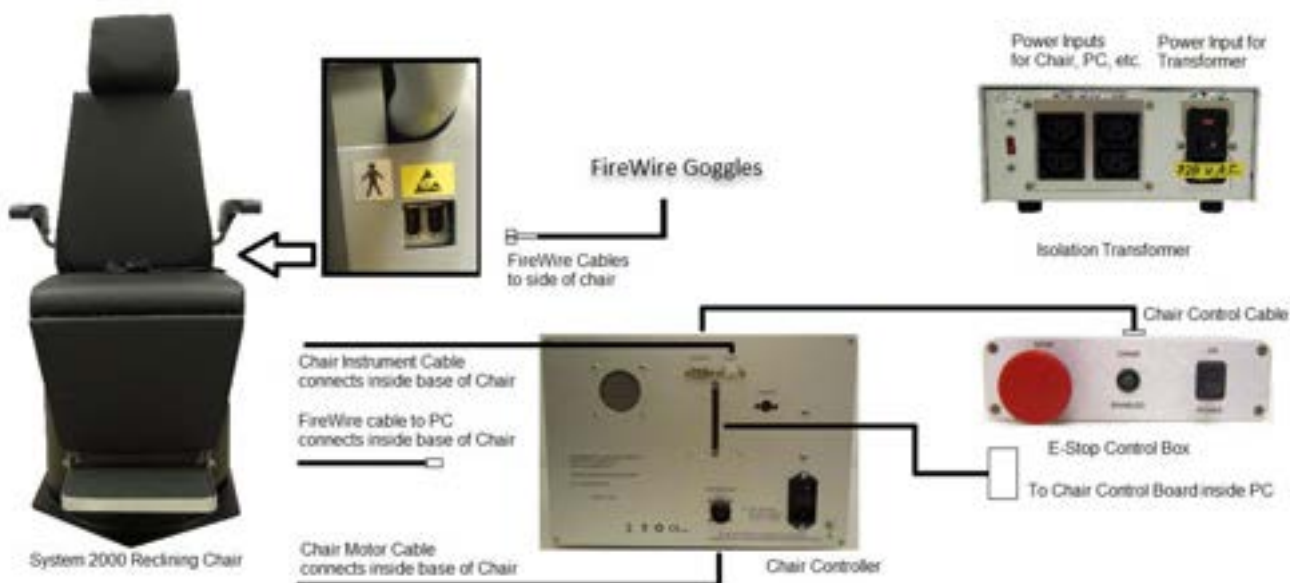 Power Inputs
for Chair, PC, etc.
Power Input for
Transformer
FireWire Goggles
Isolation Transformer
FireWire Cables
to side of chair
Chair Control Cable
Chair Instrument Cable
connects inside base of Chair
FireWire cable to PC
connects inside base of Chair
E-Stop Control Box
To Chair Control Board inside PC
System 2000 Reclining Chair
Chair Motor Cable
connects inside base of Chair
Chair Controller